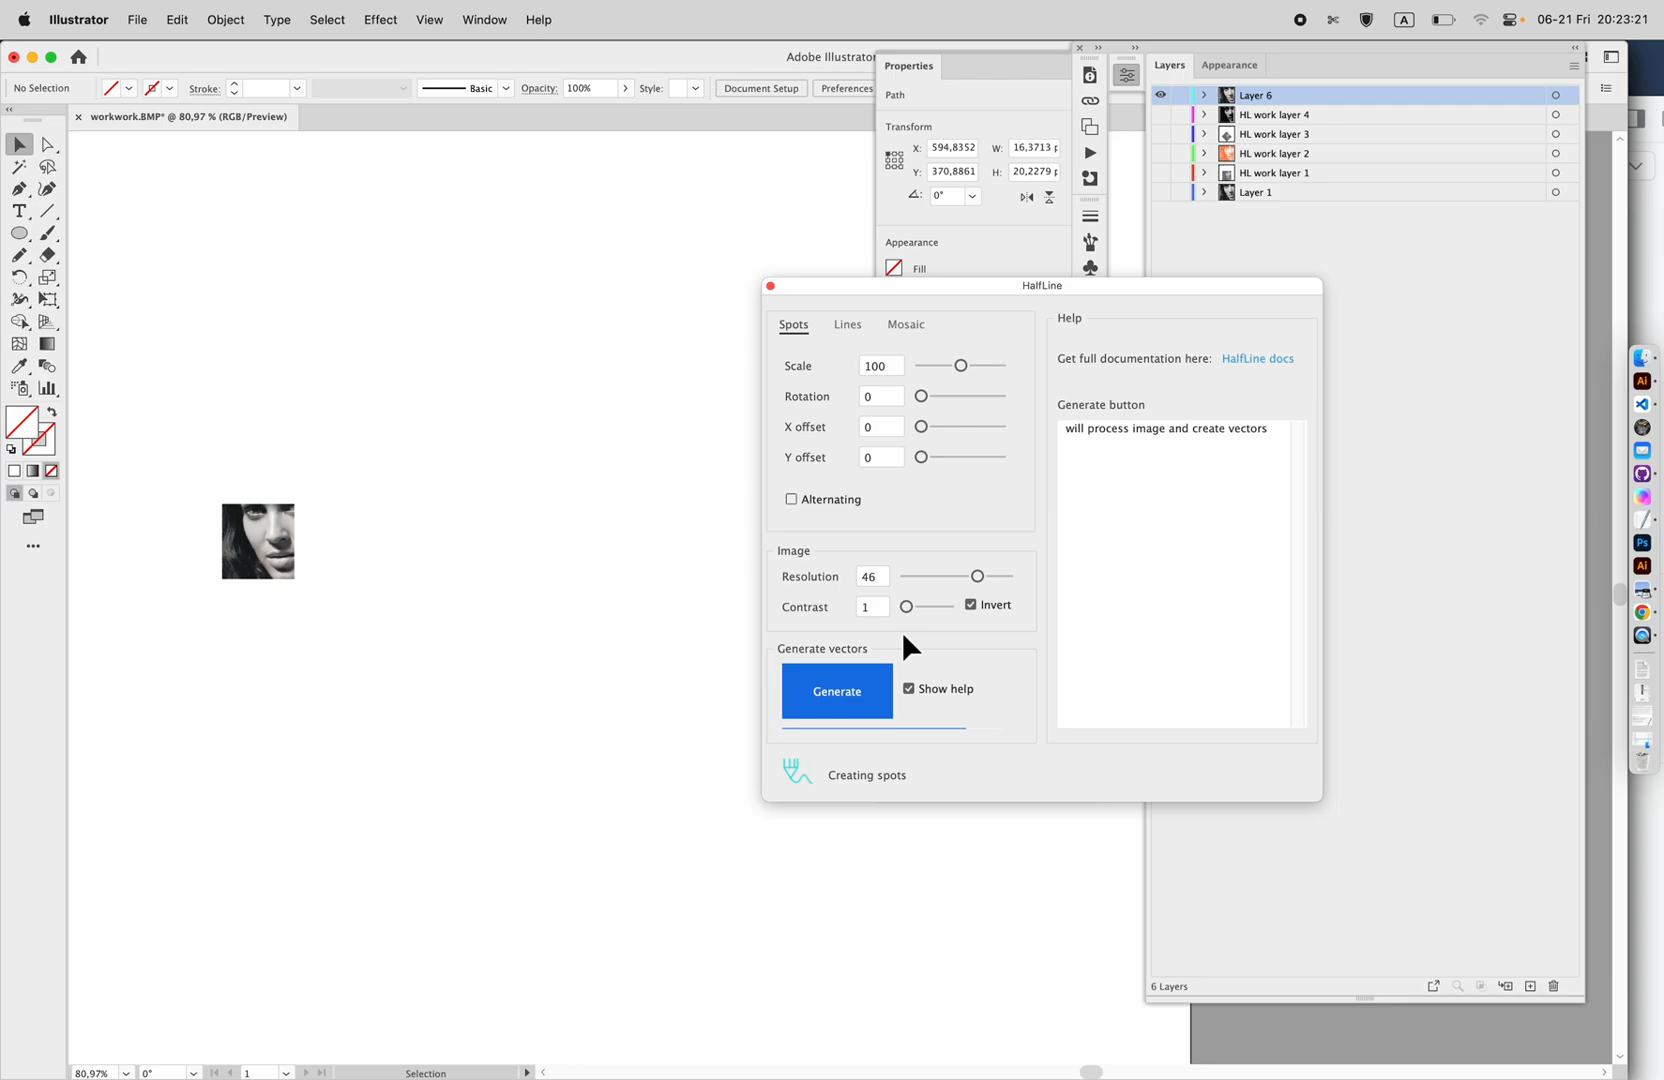 Illustrator File Edit Object Type Select Effect View Window Help
A
06-21 Fri 20:23:21
Adobe Illustrator
No Selection
Stroke:
Basic
Opacity: 100%
Style:
Document Setup
Preferences
workwork.BMP* @ 80,97 % (RGB/Preview)
Properties
Path
Transform
X: 594,8352 W: 16,3713 p
Y: 370,8861 H: 20,2279 p
0°
Appearance
Fill
Layers Appearance
Layer 6
HL work layer 4
HL work layer 3
HL work layer 2
HL work layer 1
Layer 1
6 Layers
HalfLine
Spots Lines Mosaic
Scale 100
Rotation 0
X offset 0
Y offset 0
Alternating
Image
Resolution 46
Contrast 1
Invert
Generate vectors
Generate
Show help
Creating spots
Help
Get full documentation here: HalfLine docs
Generate button
will process image and create vectors
Ai
Ps
Ai
80,97% 0° 1 Selection